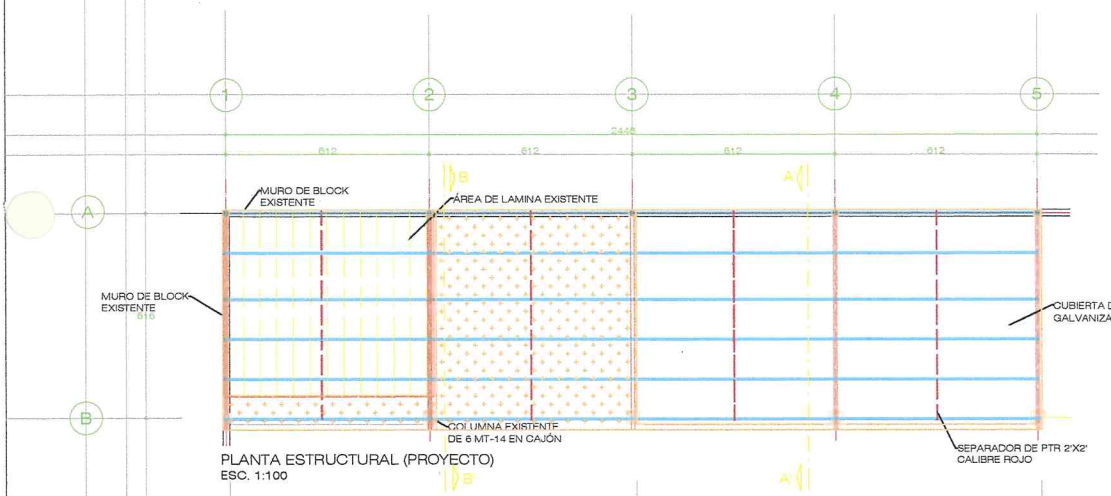 1
2
3
4
5
2448
612
612
612
612
B
A
A
MURO DE BLOCK
EXISTENTE
ÁREA DE LAMINA EXISTENTE
MURO DE BLOCK
EXISTENTE
CUBIERTA D
GALVANIZA
B
COLUMNA EXISTENTE
DE 6 MT-14 EN CAJÓN
SEPARADOR DE PTR 2'X2'
CALIBRE ROJO
PLANTA ESTRUCTURAL (PROYECTO)
ESC. 1:100
B'
A'